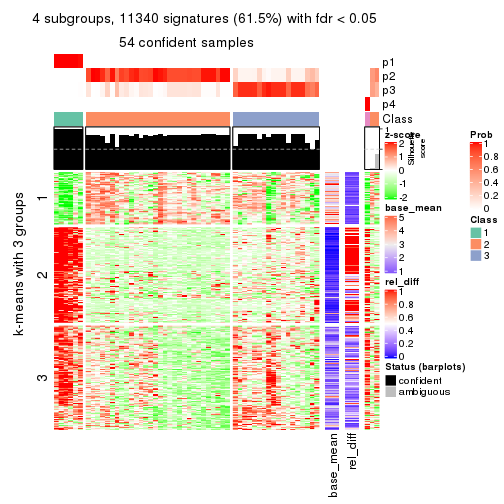 4 subgroups, 11340 signatures (61.5%) with fdr < 0.05
54 confident samples
p1
p2
p3
p4
Class
1
Silhouette
score
k-means with 3 groups
1
2
3
base_mean
rel_diff
z-score
2
1
0
-1
-2
base_mean
5
4
3
2
1
rel_diff
1
0.8
0.6
0.4
0.2
0
Status (barplots)
confident
ambiguous
Prob
1
0.8
0.6
0.4
0.2
0
Class
1
2
3